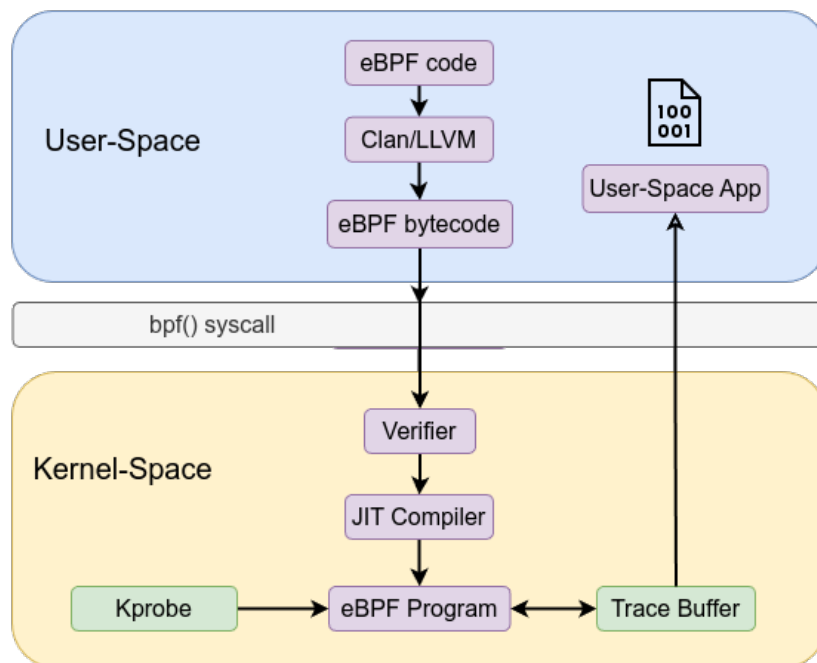 eBPF code
User-Space
Clan/LLVM
100
001
User-Space App
eBPF bytecode
bpf() syscall
Verifier
Kernel-Space
JIT Compiler
Kprobe
eBPF Program
Trace Buffer